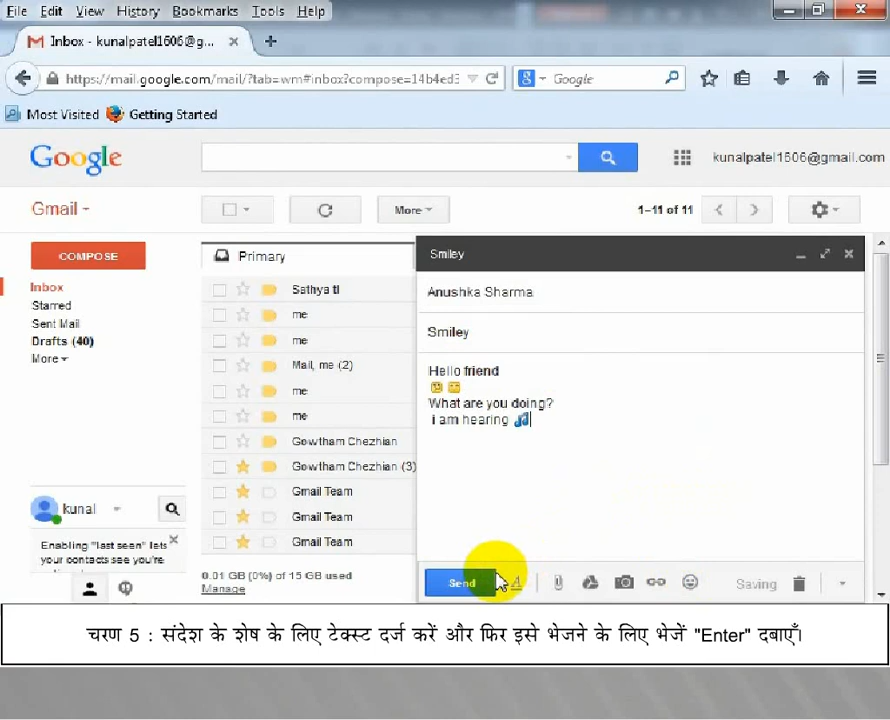 File Edit View History Bookmarks Tools Help
Inbox - kunalpatel1606@g...
https://mail.google.com/mail/?tab=wm#inbox?compose=14b4ed3
Google
Most Visited Getting Started
Google
kunalpatel1606@gmail.com
Gmail
More
1–11 of 11
COMPOSE
Primary
Smiley
Inbox
Starred
Sent Mail
Drafts (40)
More
Sathya tl
me
me
Mail, me (2)
me
me
Gowtham Chezhian
Gowtham Chezhian (3)
Gmail Team
Gmail Team
Gmail Team
Anushka Sharma
Smiley
Hello friend
What are you doing?
i am hearing
kunal
Enabling "last seen" lets
your contacts see you're
0.01 GB (0%) of 15 GB used
Manage
Send
Saving
चरण 5 : संदेश के शेष के लिए टेक्स्ट दर्ज करें और फिर इसे भेजने के लिए भेजें "Enter" दबाएँ।